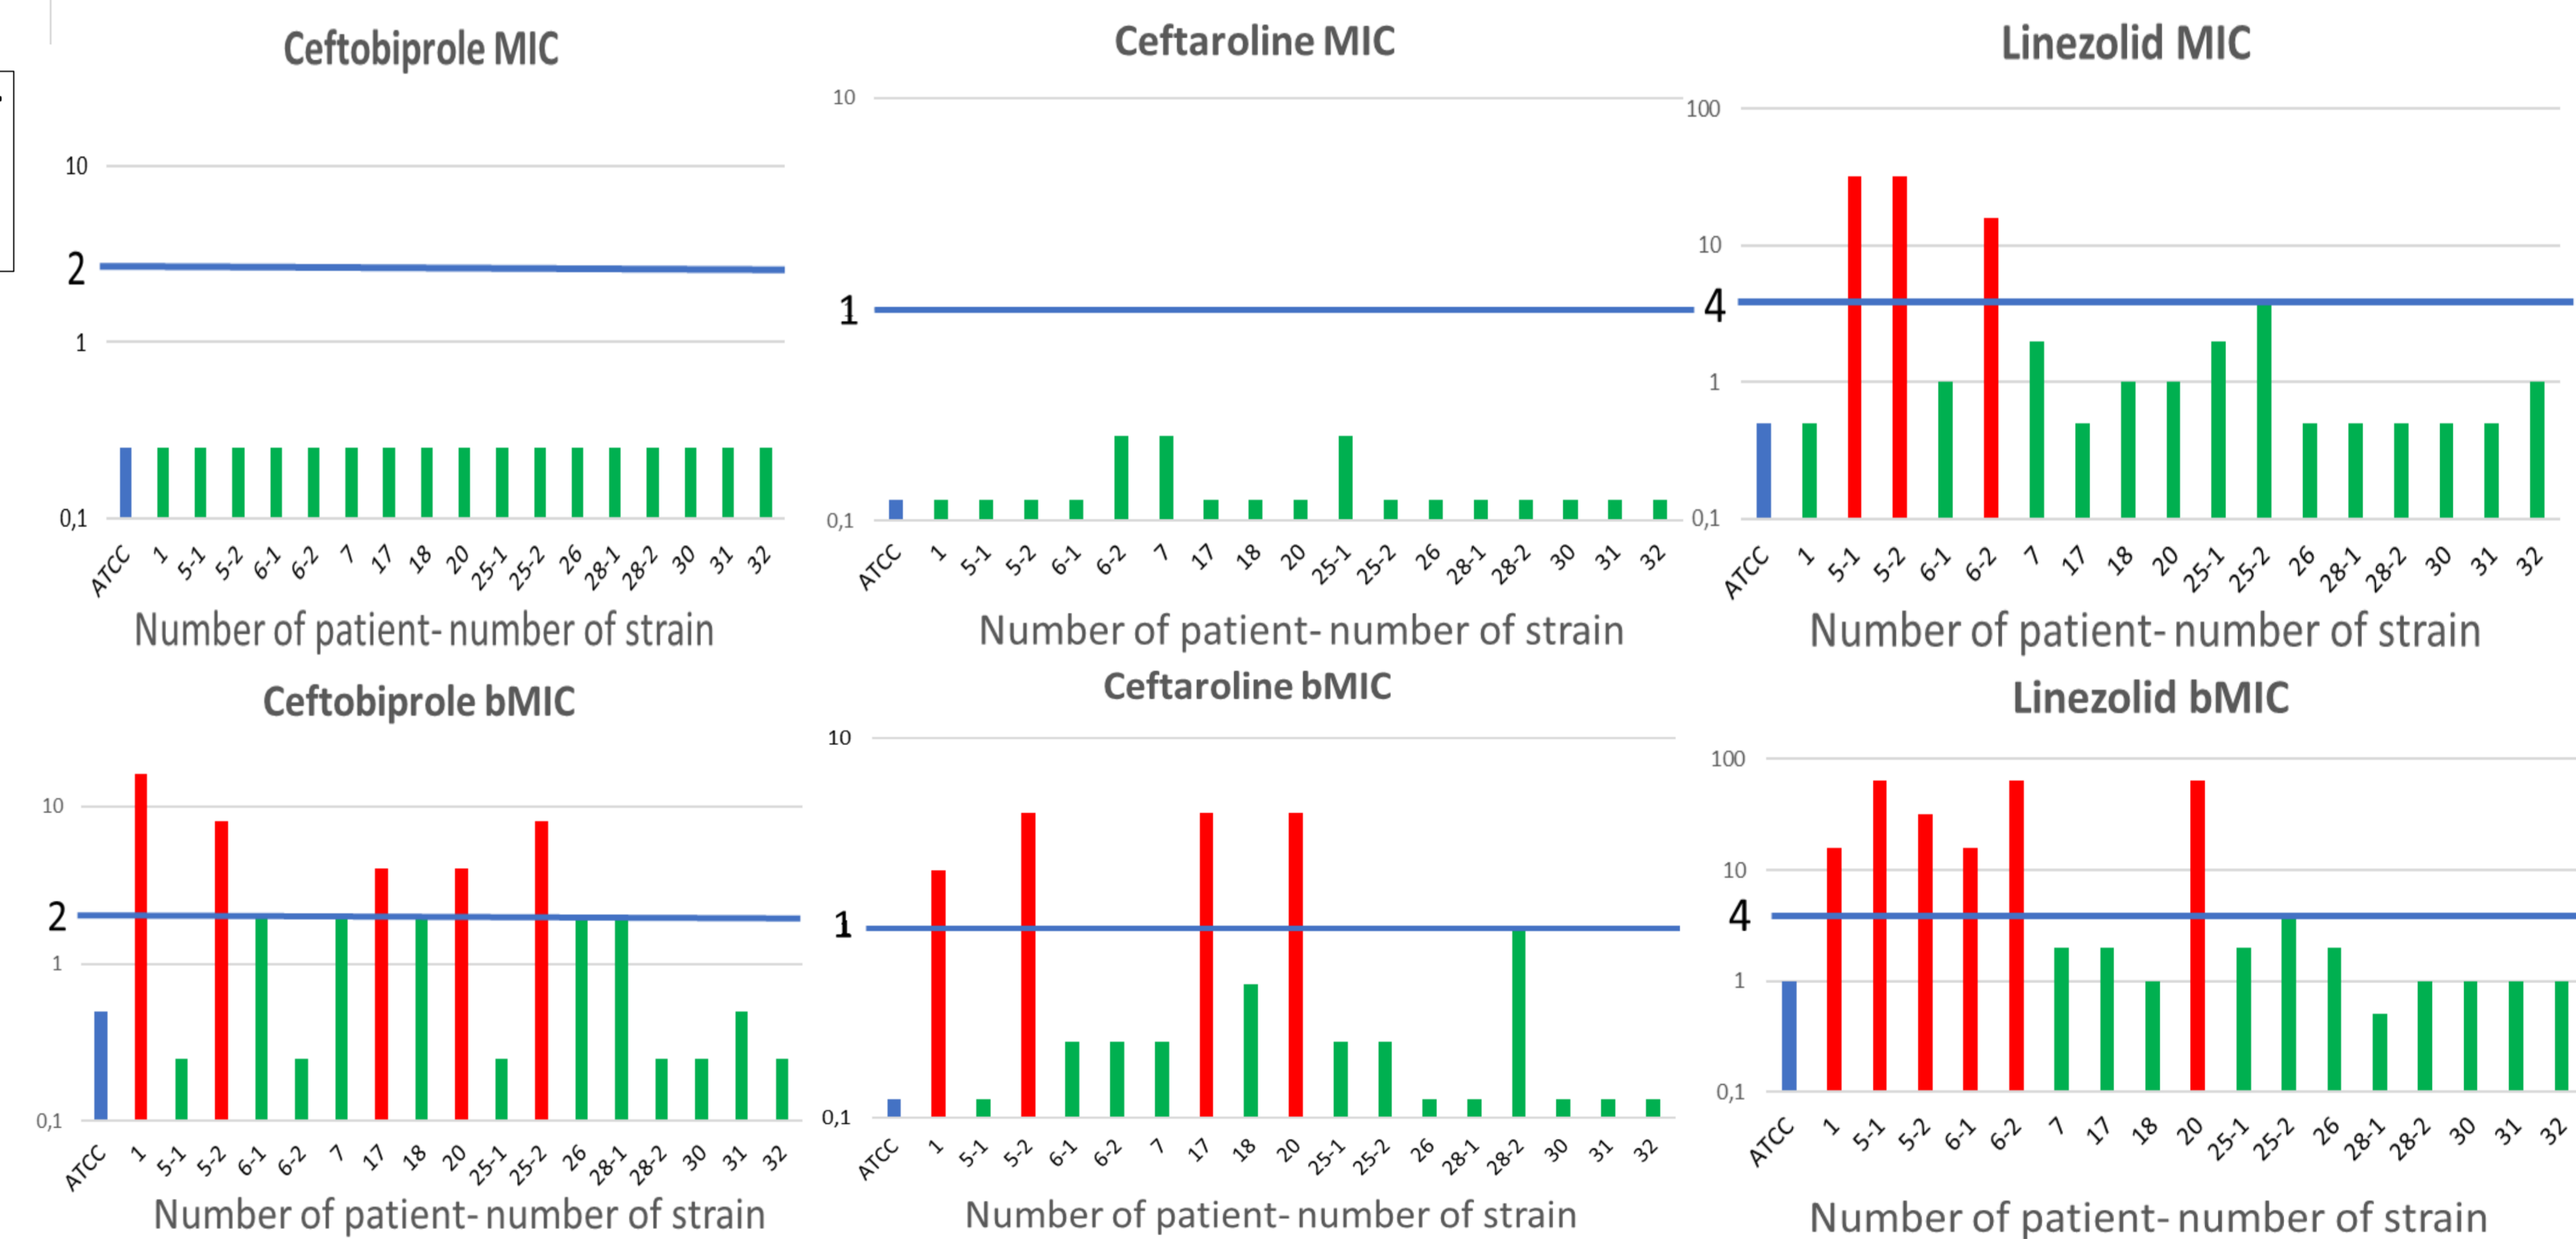 Ceftobiprole MIC
10
2
1
0,1
ATCC 1 5-1 5-2 6-1 6-2 7 17 18 20 25-1 25-2 26 28-1 28-2 30 31 32
Number of patient- number of strain
Ceftaroline MIC
10
1
0,1
ATCC 1 5-1 5-2 6-1 6-2 7 17 18 20 25-1 25-2 26 28-1 28-2 30 31 32
Number of patient- number of strain
Linezolid MIC
100
10
4
1
0,1
ATCC 1 5-1 5-2 6-1 6-2 7 17 18 20 25-1 25-2 26 28-1 28-2 30 31 32
Number of patient- number of strain
Ceftobiprole bMIC
10
2
1
0,1
ATCC 1 5-1 5-2 6-1 6-2 7 17 18 20 25-1 25-2 26 28-1 28-2 30 31 32
Number of patient- number of strain
Ceftaroline bMIC
10
1
0,1
ATCC 1 5-1 5-2 6-1 6-2 7 17 18 20 25-1 25-2 26 28-1 28-2 30 31 32
Number of patient- number of strain
Linezolid bMIC
100
10
4
1
0,1
ATCC 1 5-1 5-2 6-1 6-2 7 17 18 20 25-1 25-2 26 28-1 28-2 30 31 32
Number of patient- number of strain